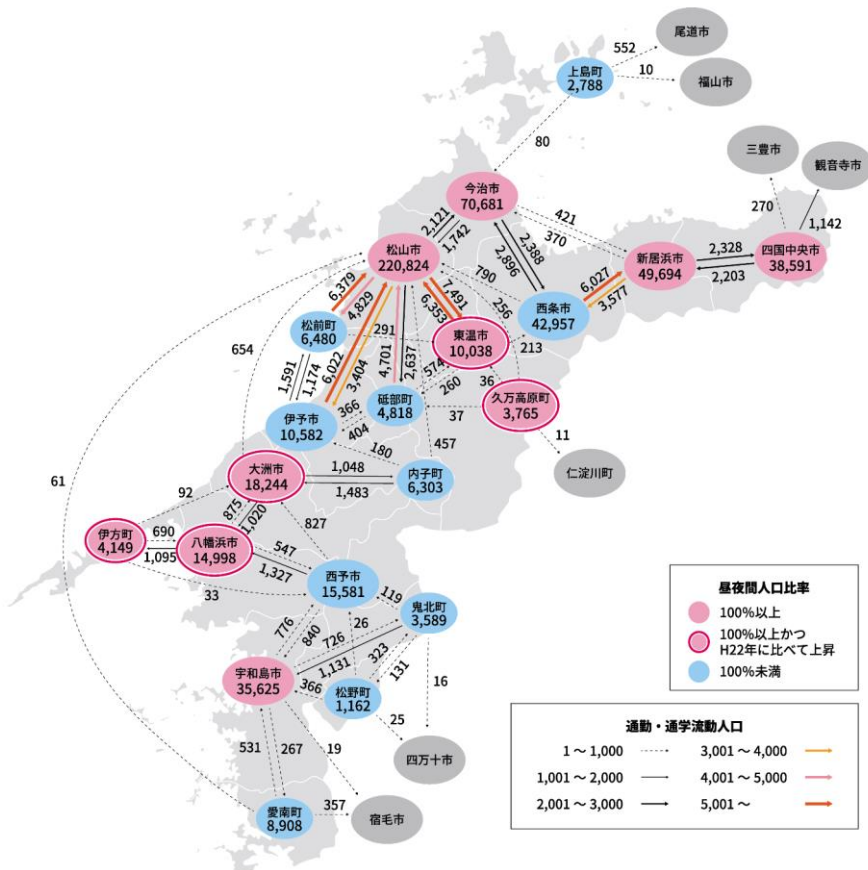 尾道市
552
上島町
2,788
10
福山市
80
三豊市
観音寺市
今治市
70,681
421
370
270
1,142
2,121
1,742
松山市
220,824
2,388
2,896
新居浜市
49,694
2,328
2,203
四国中央市
38,591
6,379
4,829
790
7,491
6,353
256
6,027
3,577
西条市
42,957
松前町
6,480
291
東温市
10,038
213
654
1,591
1,174
6,022
3,404
4,701
2,637
574
260
36
久万高原町
3,765
伊予市
10,582
366
404
砥部町
4,818
37
11
仁淀川町
180
457
大洲市
18,244
1,048
1,483
内子町
6,303
61
92
875
1,020
827
伊方町
4,149
690
1,095
八幡浜市
14,998
547
1,327
33
西予市
15,581
119
鬼北町
3,589
776
840
726
1,131
26
323
131
宇和島市
35,625
366
松野町
1,162
16
25
四万十市
531
267
19
愛南町
8,908
357
宿毛市
昼夜間人口比率
100％以上
100％以上かつ
H22年に比べて上昇
100％未満
通勤・通学流動人口
1 ～ 1,000
3,001 ～ 4,000
1,001 ～ 2,000
4,001 ～ 5,000
2,001 ～ 3,000
5,001 ～